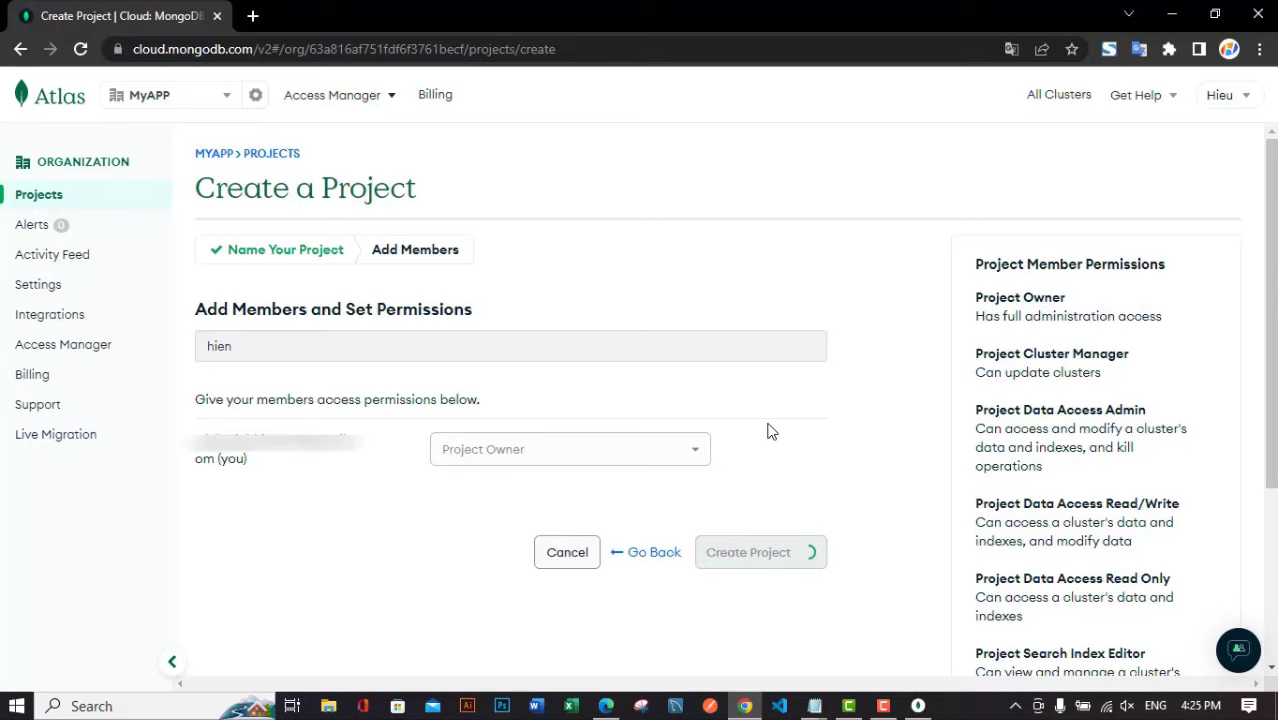 Create a Project | Cloud: MongoDB
cloud.mongodb.com/v2#/org/63a816af751fdf6f3761becf/projects/create
Atlas
MyAPP
Access Manager
Billing
All Clusters
Get Help
Hieu
ORGANIZATION
Projects
Alerts 0
Activity Feed
Settings
Integrations
Access Manager
Billing
Support
Live Migration
MYAPP > PROJECTS
Create a Project
Name Your Project
Add Members
Add Members and Set Permissions
hien
Give your members access permissions below.
om (you)
Project Owner
Cancel
Go Back
Create Project
Project Member Permissions
Project Owner
Has full administration access
Project Cluster Manager
Can update clusters
Project Data Access Admin
Can access and modify a cluster's
data and indexes, and kill
operations
Project Data Access Read/Write
Can access a cluster's data and
indexes, and modify data
Project Data Access Read Only
Can access a cluster's data and
indexes
Project Search Index Editor
Can view and manage a cluster's
Search
ENG
4:25 PM